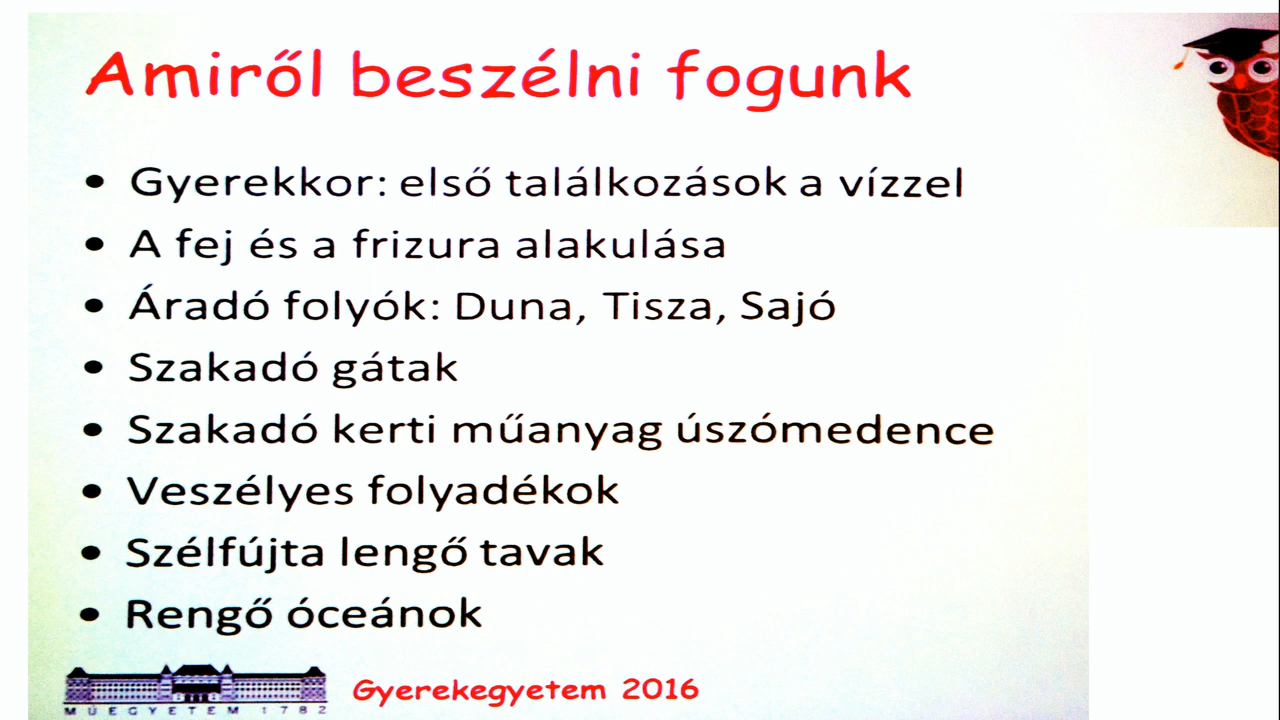 Amiről beszélni fogunk
• Gyerekkor: első találkozások a vízzel
• A fej és a frizura alakulása
• Áradó folyók: Duna, Tisza, Sajó
• Szakadó gátak
• Szakadó kerti műanyag úszómedence
• Veszélyes folyadékok
• Szélfújta lengő tavak
• Rengő óceánok
MŰEGYETEM 1782
Gyerekegyetem 2016